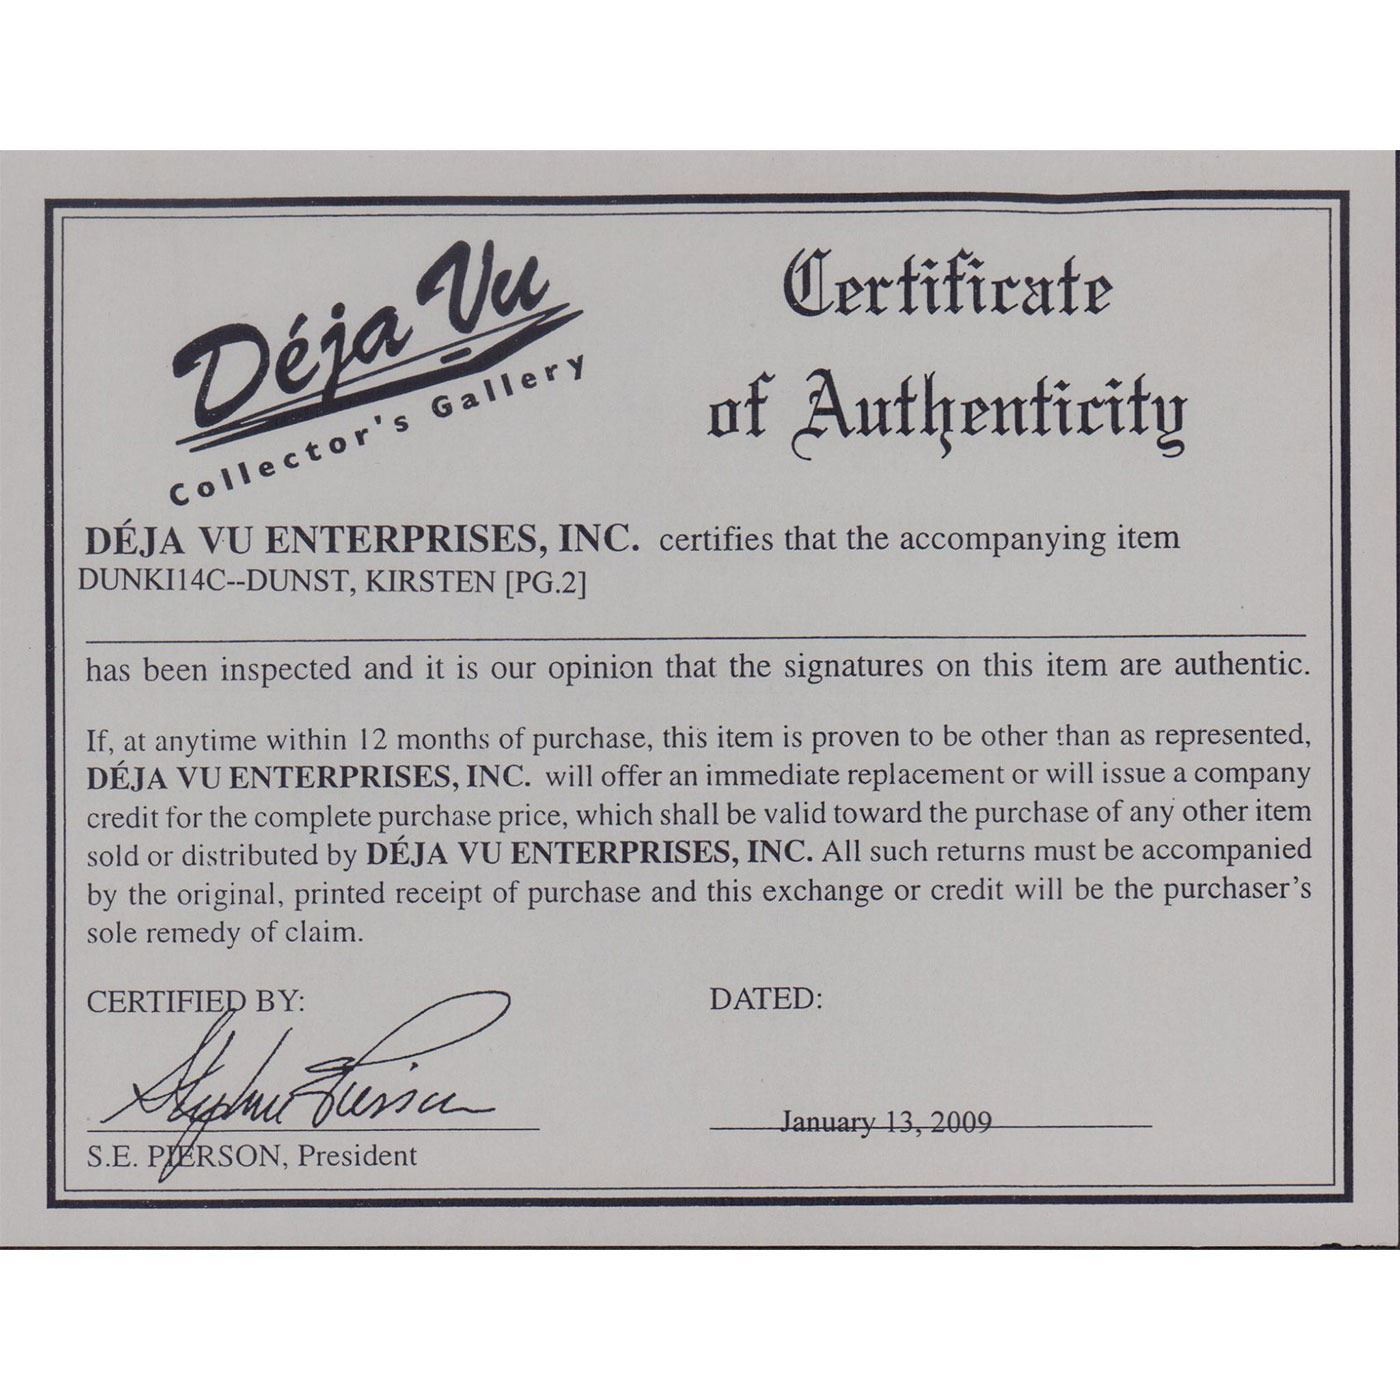 Déja Vu
Collector's Gallery
Certificate
of Authenticity
DÉJA VU ENTERPRISES, INC. certifies that the accompanying item
DUNKI14C--DUNST, KIRSTEN [PG.2]
has been inspected and it is our opinion that the signatures on this item are authentic.
If, at anytime within 12 months of purchase, this item is proven to be other than as represented,
DÉJA VU ENTERPRISES, INC. will offer an immediate replacement or will issue a company
credit for the complete purchase price, which shall be valid toward the purchase of any other item
sold or distributed by DÉJA VU ENTERPRISES, INC. All such returns must be accompanied
by the original, printed receipt of purchase and this exchange or credit will be the purchaser's
sole remedy of claim.
CERTIFIED BY:
DATED:
Stephen Pierson
January 13, 2009
S.E. PIERSON, President